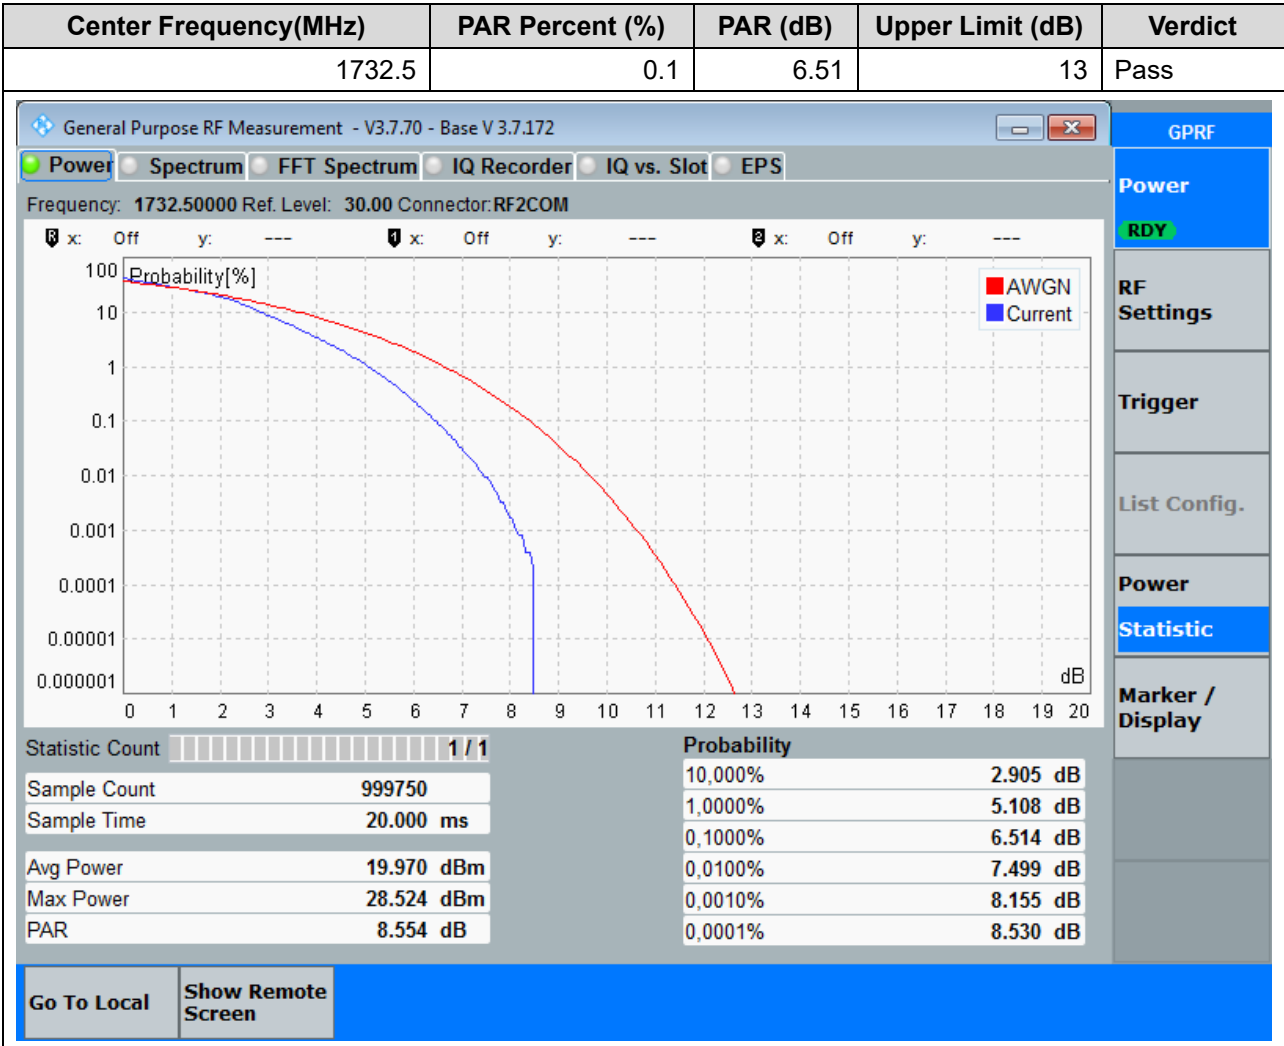 Center Frequency(MHz) PAR Percent (%) PAR (dB) Upper Limit (dB) Verdict
1732.5 0.1 6.51 13 Pass
General Purpose RF Measurement - V3.7.70 - Base V 3.7.172
GPRF
Power Spectrum FFT Spectrum IQ Recorder IQ vs. Slot EPS
Frequency: 1732.50000 Ref. Level: 30.00 Connector:RF2COM
R x: Off y: --- 1 x: Off y: --- 2 x: Off y: ---
Probability[%]
AWGN
Current
100
10
1
0.1
0.01
0.001
0.0001
0.00001
0.000001
dB
0 1 2 3 4 5 6 7 8 9 10 11 12 13 14 15 16 17 18 19 20
Statistic Count 1 / 1
Sample Count 999750
Sample Time 20.000 ms
Avg Power 19.970 dBm
Max Power 28.524 dBm
PAR 8.554 dB
Probability
10,000% 2.905 dB
1,0000% 5.108 dB
0,1000% 6.514 dB
0,0100% 7.499 dB
0,0010% 8.155 dB
0,0001% 8.530 dB
Power
RDY
RF
Settings
Trigger
List Config.
Power
Statistic
Marker /
Display
Go To Local
Show Remote
Screen